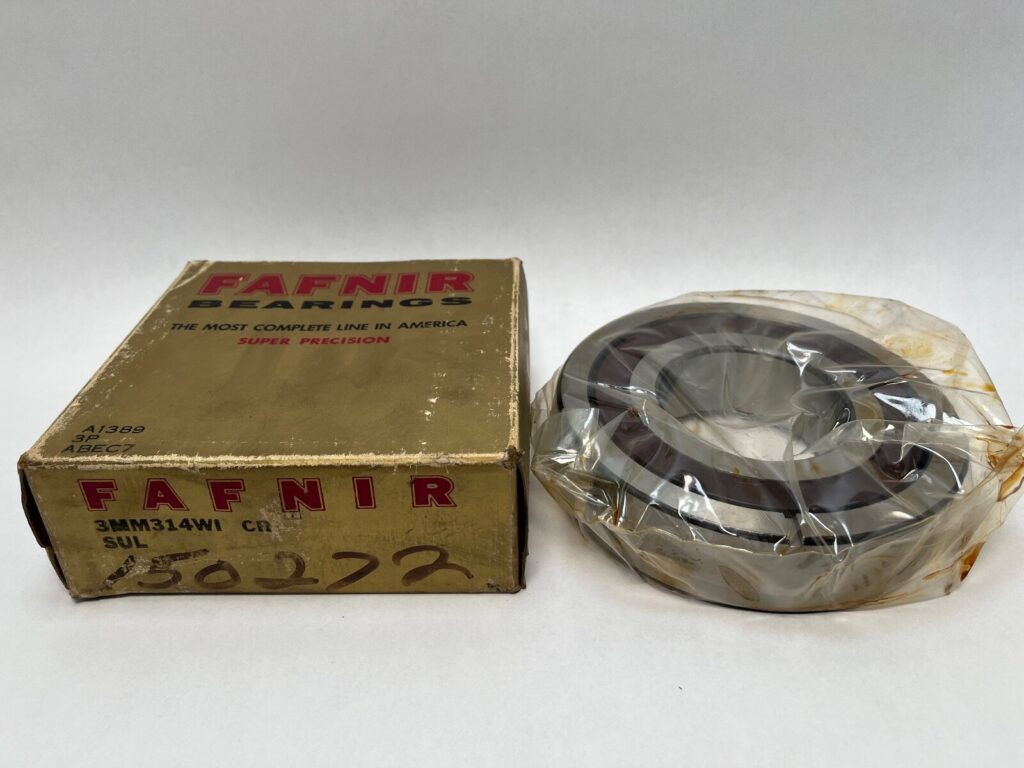 FAFNIR
BEARINGS
THE MOST COMPLETE LINE IN AMERICA
SUPER PRECISION
A1389
3P
ABEC7
FAFNIR
3MM314WI CR
SUL
150272